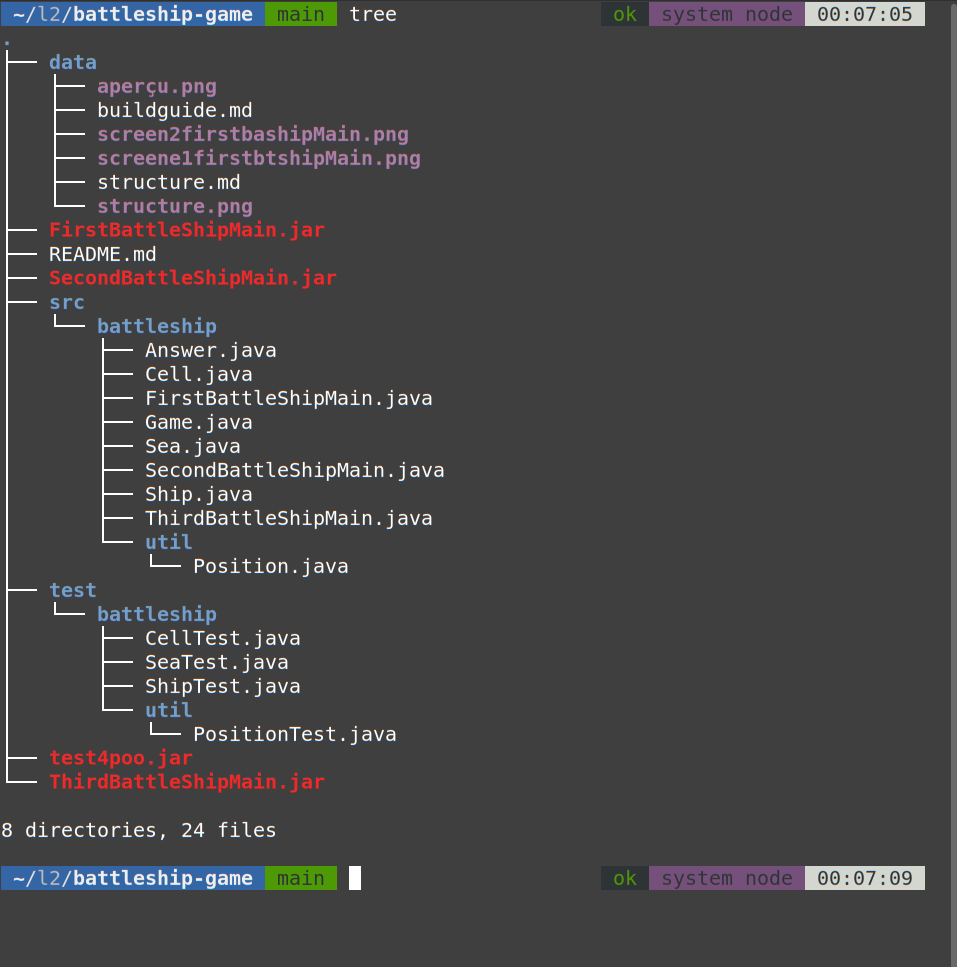 ~/l2/battleship-game main tree ok system node 00:07:05
.
├── data
│   ├── aperçu.png
│   ├── buildguide.md
│   ├── screen2firstbashipMain.png
│   ├── screene1firstbtshipMain.png
│   ├── structure.md
│   └── structure.png
├── FirstBattleShipMain.jar
├── README.md
├── SecondBattleShipMain.jar
├── src
│   └── battleship
│       ├── Answer.java
│       ├── Cell.java
│       ├── FirstBattleShipMain.java
│       ├── Game.java
│       ├── Sea.java
│       ├── SecondBattleShipMain.java
│       ├── Ship.java
│       ├── ThirdBattleShipMain.java
│       └── util
│           └── Position.java
├── test
│   └── battleship
│       ├── CellTest.java
│       ├── SeaTest.java
│       ├── ShipTest.java
│       └── util
│           └── PositionTest.java
├── test4poo.jar
└── ThirdBattleShipMain.jar
8 directories, 24 files
~/l2/battleship-game main ok system node 00:07:09